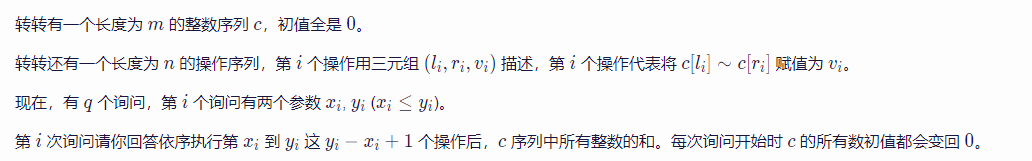 转转有一个长度为 m 的整数序列 c，初值全是 0。
转转还有一个长度为 n 的操作序列，第 i 个操作用三元组 (l_i, r_i, v_i) 描述，第 i 个操作代表将 c[l_i] ∼ c[r_i] 赋值为 v_i。
现在，有 q 个询问，第 i 个询问有两个参数 x_i, y_i (x_i ≤ y_i)。
第 i 次询问请你回答依序执行第 x_i 到 y_i 这 y_i − x_i + 1 个操作后，c 序列中所有整数的和。每次询问开始时 c 的所有数初值都会变回 0。